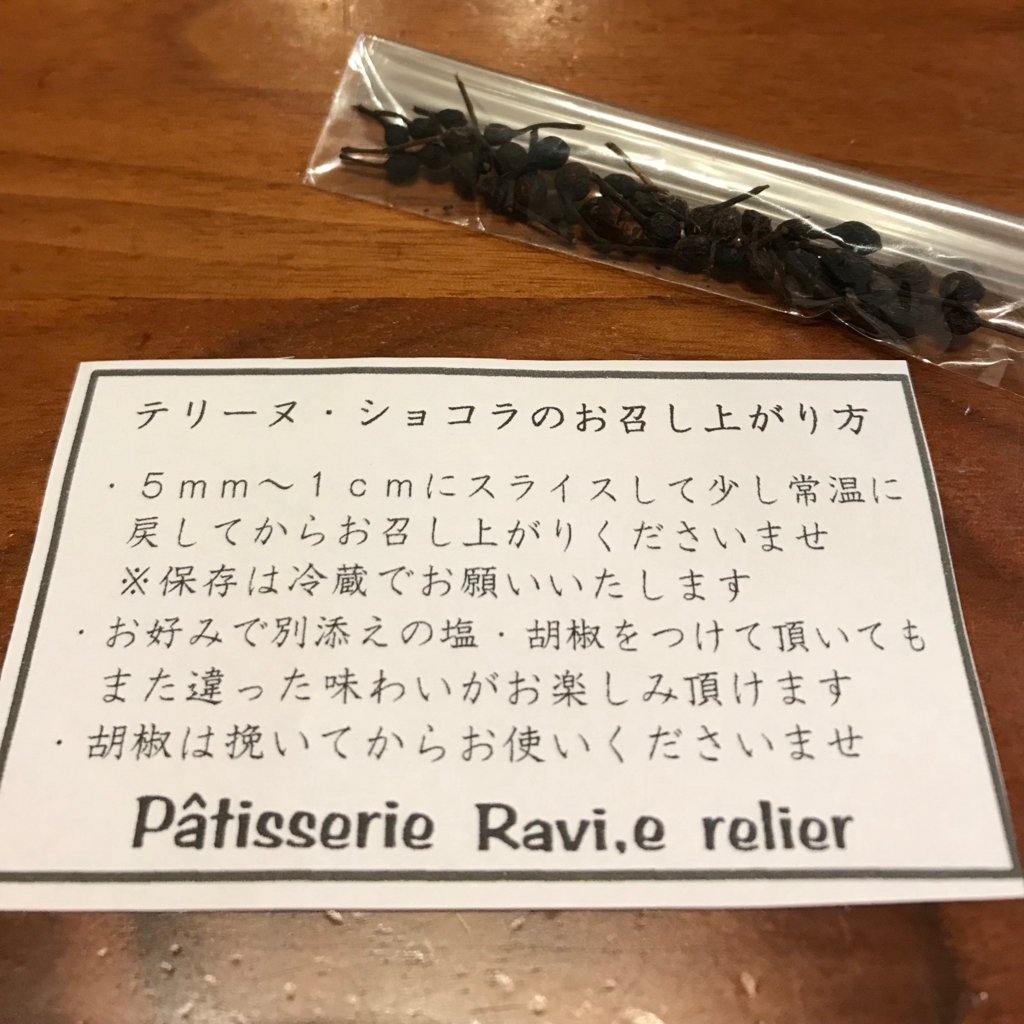 テリーヌ・ショコラのお召し上がり方
・５ｍｍ～１ｃｍにスライスして少し常温に
戻してからお召し上がりくださいませ
※保存は冷蔵でお願いいたします
・お好みで別添えの塩・胡椒をつけて頂いても
また違った味わいがお楽しみ頂けます
・胡椒は挽いてからお使いくださいませ
Pâtisserie Ravi,e relier